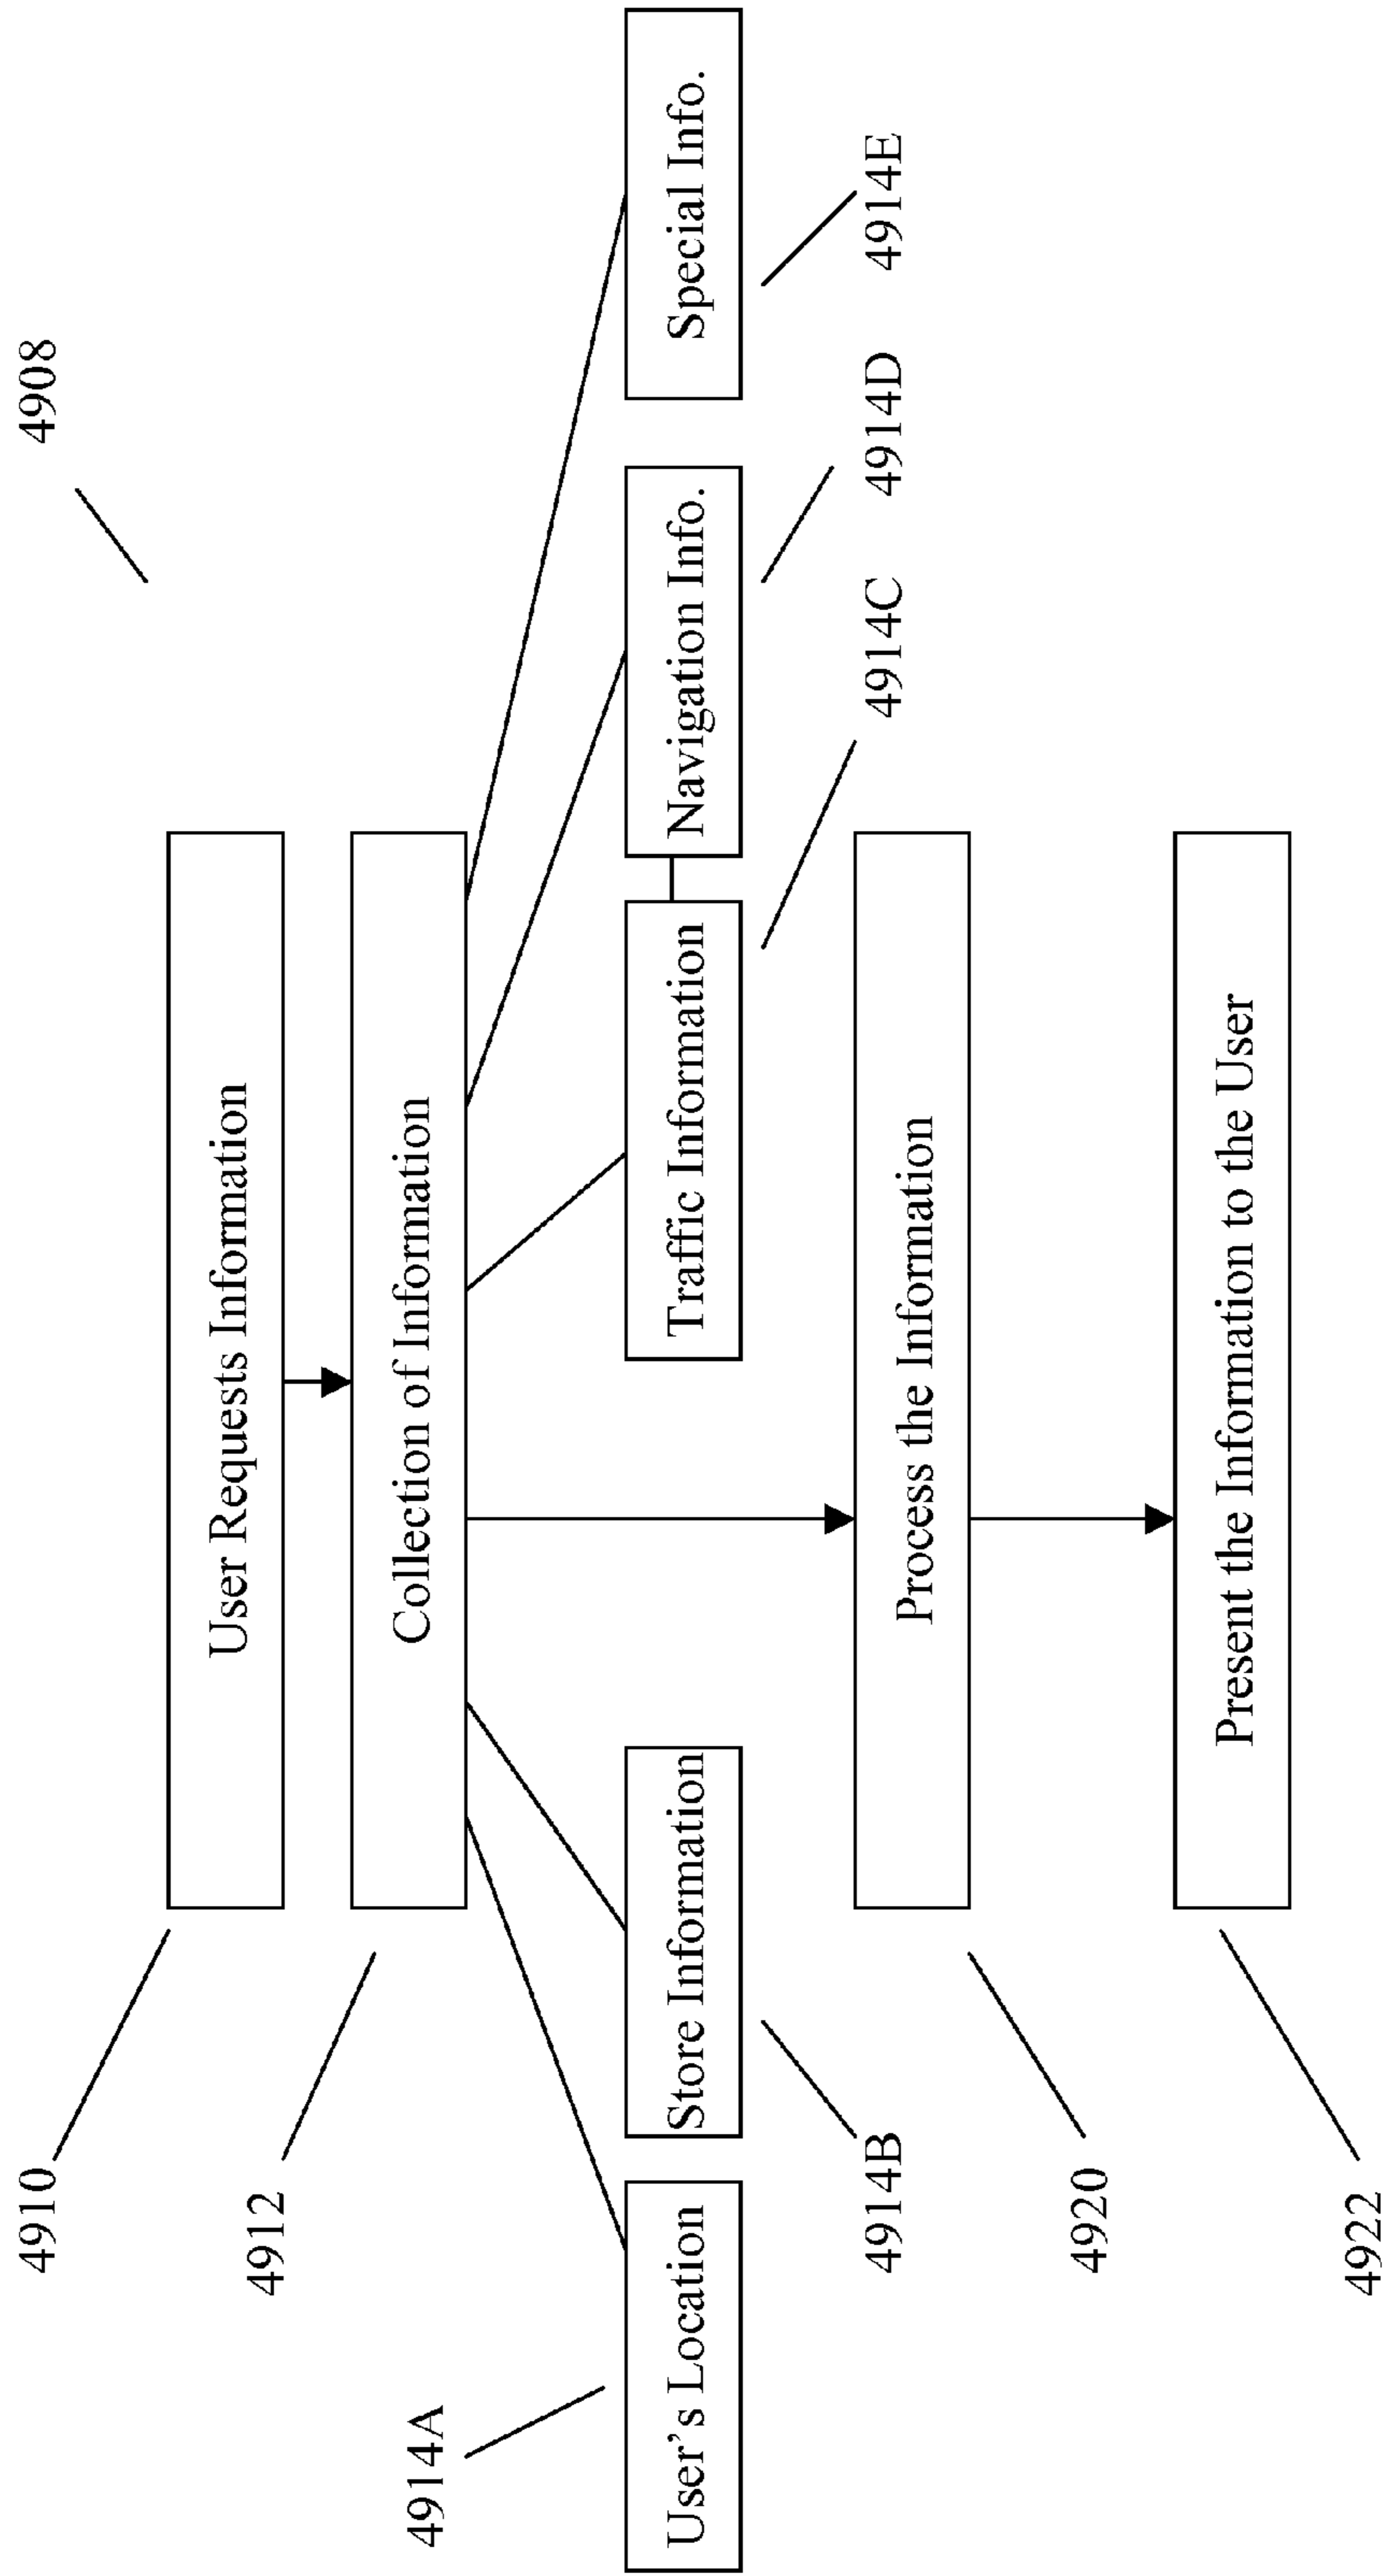 4908
4910
User Requests Information
4912
Collection of Information
4914A
User’s Location
Store Information
Traffic Information
Navigation Info.
Special Info.
4914B
4914C
4914D
4914E
Process the Information
4920
Present the Information to the User
4922